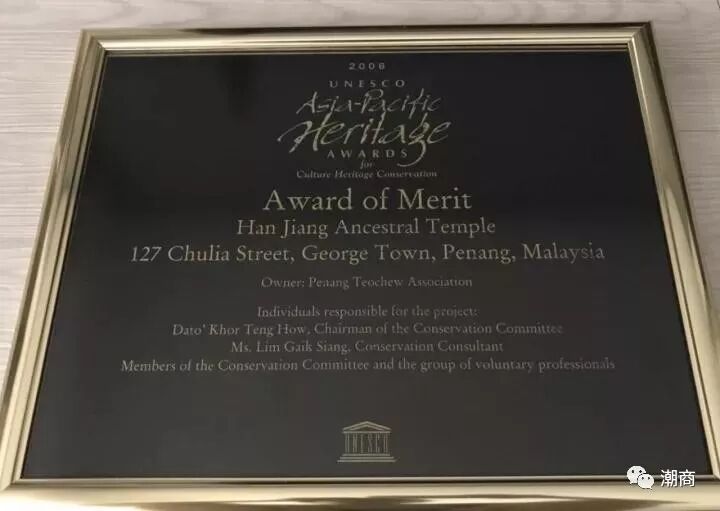 2006
UNESCO
Asia-Pacific
Heritage
AWARDS
for
Culture Heritage Conservation
Award of Merit
Han Jiang Ancestral Temple
127 Chulia Street, George Town, Penang, Malaysia
Owner: Penang Teochew Association
Individuals responsible for the project:
Dato' Khor Teng How, Chairman of the Conservation Committee
Ms. Lim Gaik Siang, Conservation Consultant
Members of the Conservation Committee and the group of voluntary professionals
UNESCO
潮商